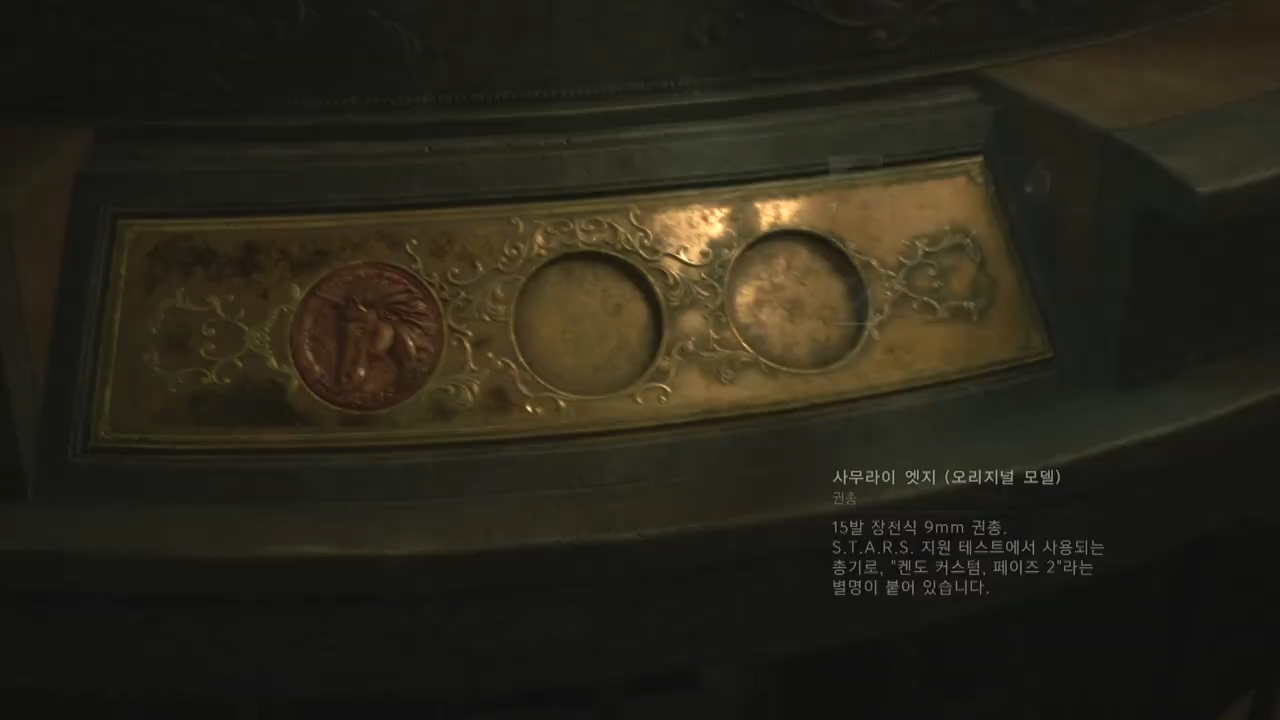 사무라이 엣지 (오리지널 모델)
권총
15발 장전식 9mm 권총.
S.T.A.R.S. 지원 테스트에서 사용되는
총기로, "켄도 커스텀, 페이즈 2"라는
별명이 붙어 있습니다.